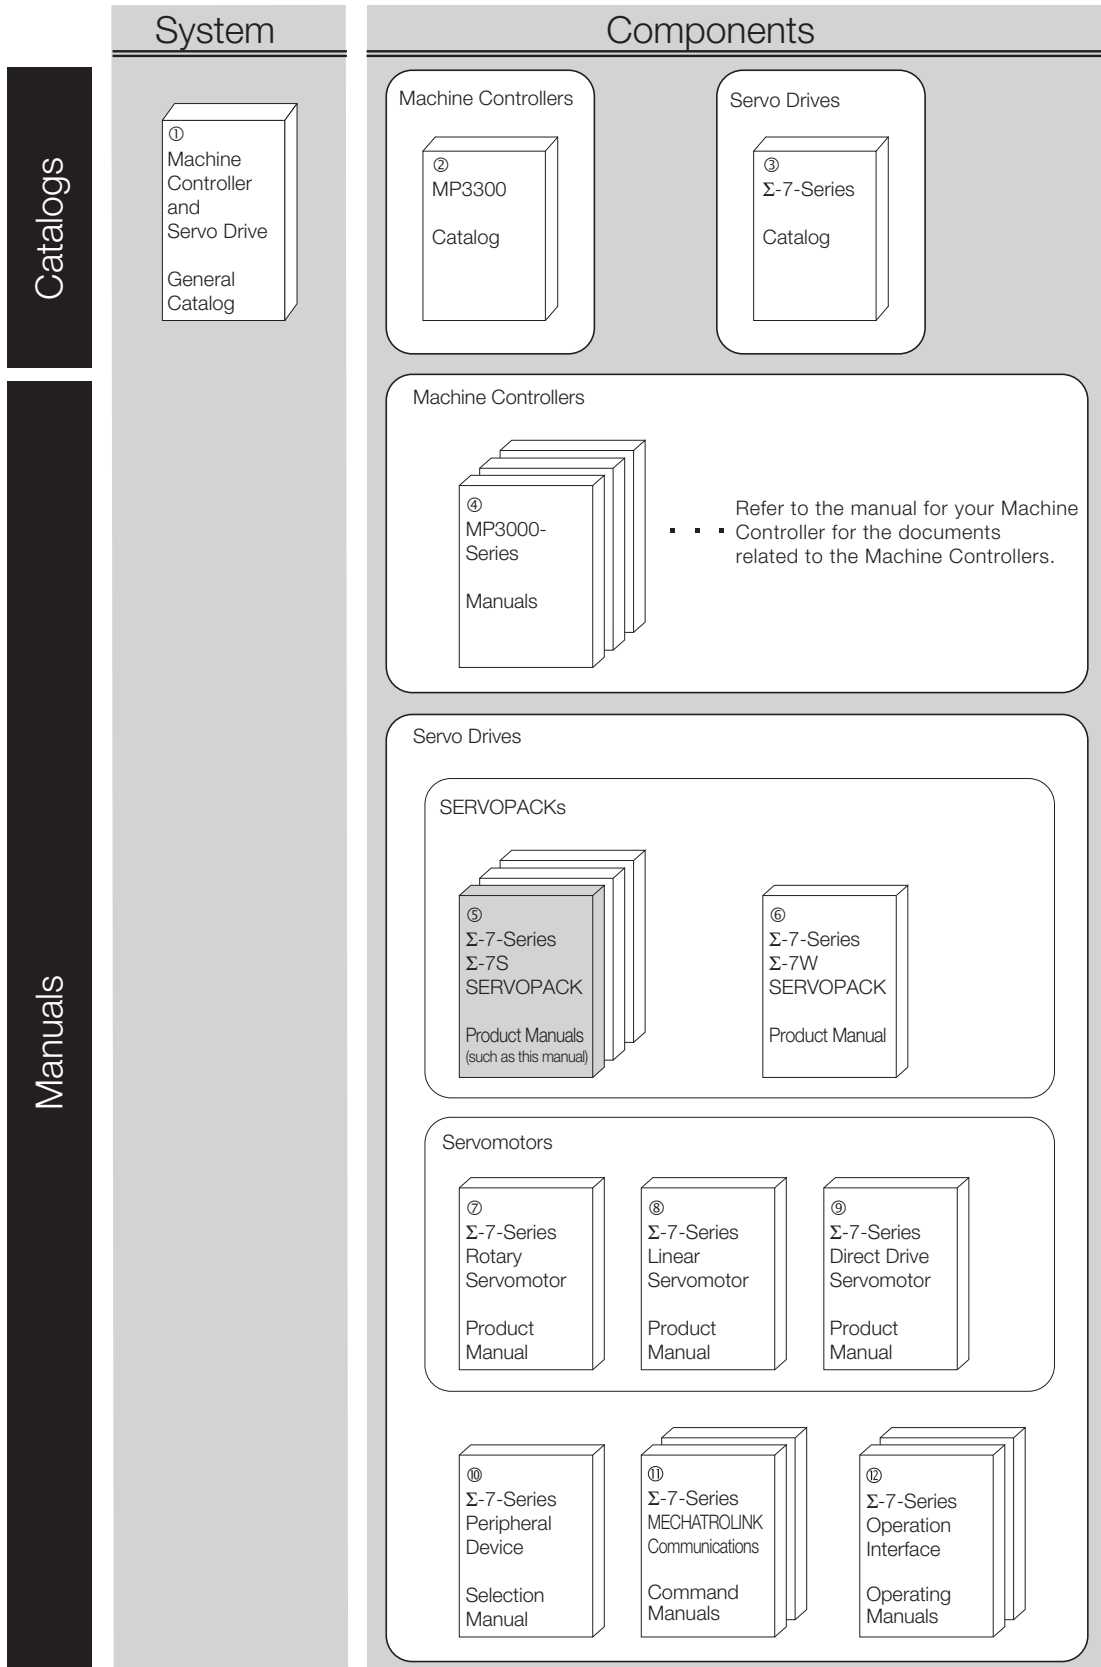 System
Components
Catalogs
①
Machine
Controller
and
Servo Drive
General
Catalog
Machine Controllers
②
MP3300
Catalog
Servo Drives
③
Σ-7-Series
Catalog
Manuals
Machine Controllers
④
MP3000-
Series
Manuals
Refer to the manual for your Machine
Controller for the documents
related to the Machine Controllers.
Servo Drives
SERVOPACKs
⑤
Σ-7-Series
Σ-7S
SERVOPACK
Product Manuals
(such as this manual)
⑥
Σ-7-Series
Σ-7W
SERVOPACK
Product Manual
Servomotors
⑦
Σ-7-Series
Rotary
Servomotor
Product
Manual
⑧
Σ-7-Series
Linear
Servomotor
Product
Manual
⑨
Σ-7-Series
Direct Drive
Servomotor
Product
Manual
⑩
Σ-7-Series
Peripheral
Device
Selection
Manual
⑪
Σ-7-Series
MECHATROLINK
Communications
Command
Manuals
⑫
Σ-7-Series
Operation
Interface
Operating
Manuals